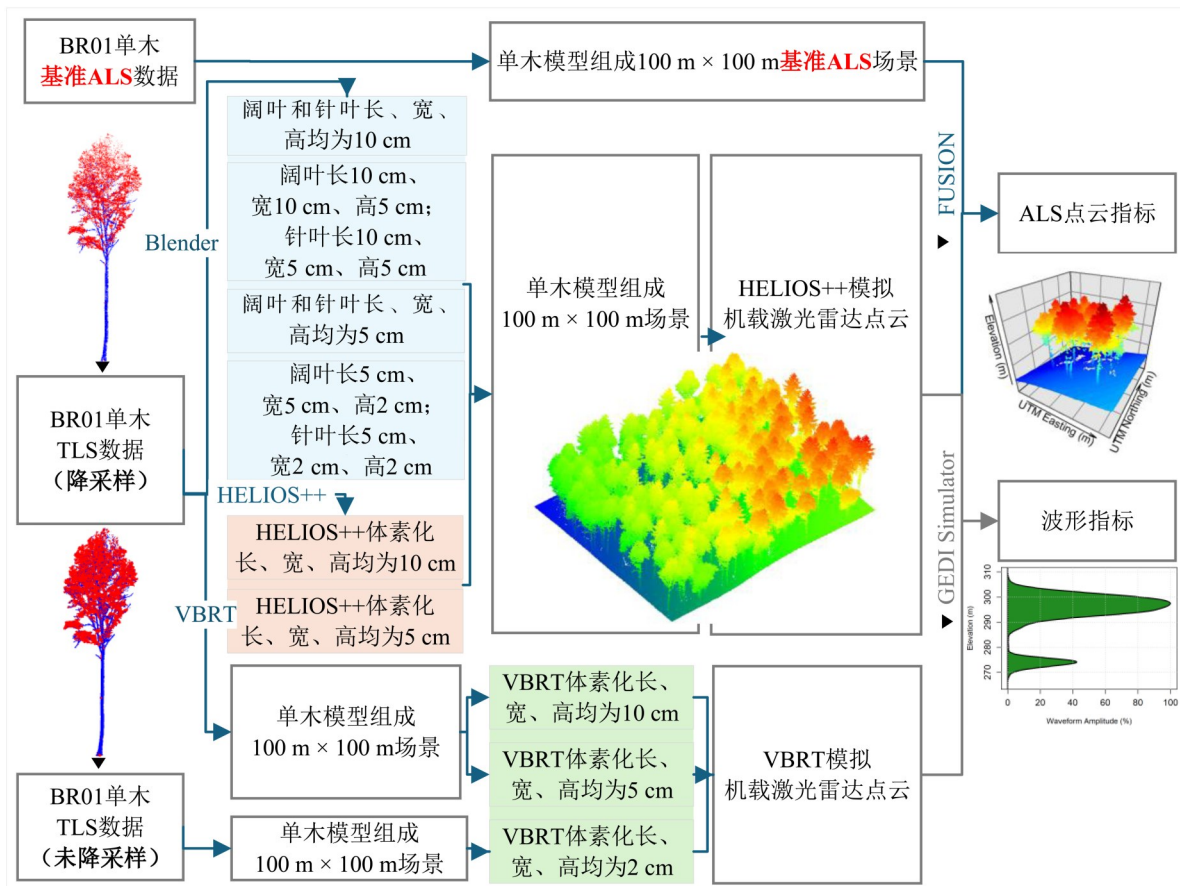 BR01单木
基准ALS数据
单木模型组成100 m × 100 m基准ALS场景
阔叶和针叶长、宽、
高均为10 cm
阔叶长10 cm、
宽10 cm、高5 cm；
针叶长10 cm、
宽5 cm、高5 cm
Blender
阔叶和针叶长、宽、
高均为5 cm
阔叶长5 cm、
宽5 cm、高2 cm；
针叶长5 cm、
宽2 cm、高2 cm
BR01单木
TLS数据
（降采样）
HELIOS++
HELIOS++体素化
长、宽、高均为10 cm
HELIOS++体素化
长、宽、高均为5 cm
VBRT
单木模型组成
100 m × 100 m场景
HELIOS++模拟
机载激光雷达点云
FUSION
ALS点云指标
Elevation (m)
UTM Easting (m)
UTM Northing (m)
GEDI Simulator
波形指标
310
300
290
280
270
Elevation (m)
0 20 40 60 80 100
Waveform Amplitude (%)
单木模型组成
100 m × 100 m场景
VBRT体素化长、
宽、高均为10 cm
VBRT体素化长、
宽、高均为5 cm
VBRT模拟
机载激光雷达点云
BR01单木
TLS数据
（未降采样）
单木模型组成
100 m × 100 m场景
VBRT体素化长、
宽、高均为2 cm